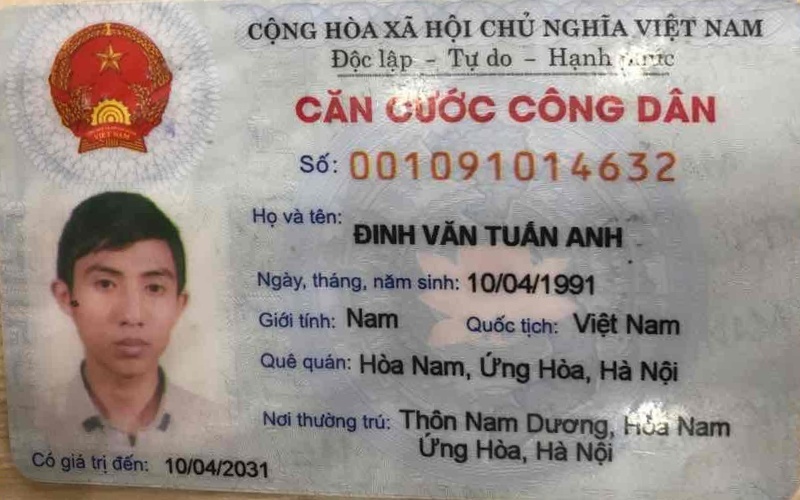 CỘNG HÒA XÃ HỘI CHỦ NGHĨA VIỆT NAM
Độc lập - Tự do - Hạnh phúc
CĂN CƯỚC CÔNG DÂN
Số: 001091014632
Họ và tên: ĐINH VĂN TUẤN ANH
Ngày, tháng, năm sinh: 10/04/1991
Giới tính: Nam Quốc tịch: Việt Nam
Quê quán: Hòa Nam, Ứng Hòa, Hà Nội
Nơi thường trú: Thôn Nam Dương, Hòa Nam
Ứng Hòa, Hà Nội
Có giá trị đến: 10/04/2031
VIỆT NAM